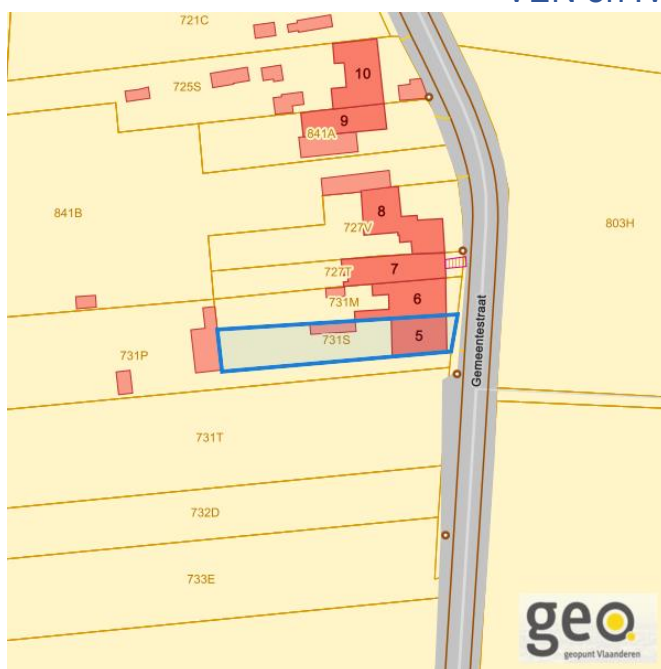 721C
10
725S
9
841A
841B
8
803H
727V
7
727T
6
731M
5
731S
731P
Gemeentestraat
731T
732D
733E
geo.
geopunt Vlaanderen